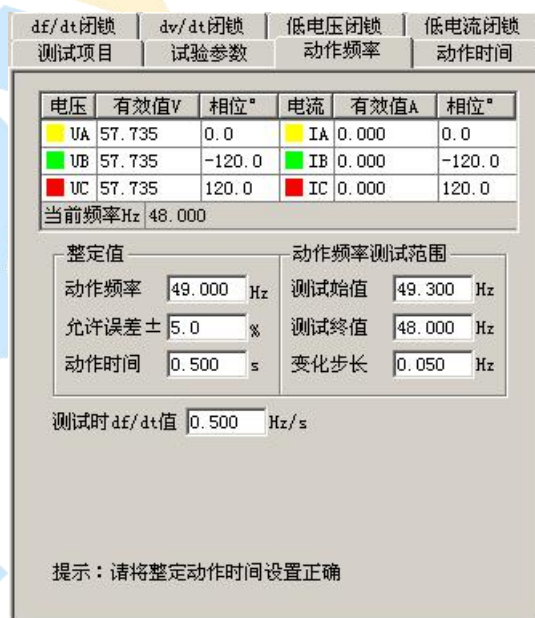 df/dt闭锁 dv/dt闭锁 低电压闭锁 低电流闭锁
测试项目 试验参数 动作频率 动作时间
电压 有效值V 相位° 电流 有效值A 相位°
UA 57.735 0.0 IA 0.000 0.0
UB 57.735 -120.0 IB 0.000 -120.0
UC 57.735 120.0 IC 0.000 120.0
当前频率Hz 48.000
整定值 动作频率测试范围
动作频率 49.000 Hz 测试始值 49.300 Hz
允许误差± 5.0 % 测试终值 48.000 Hz
动作时间 0.500 s 变化步长 0.050 Hz
测试时df/dt值 0.500 Hz/s
提示：请将整定动作时间设置正确